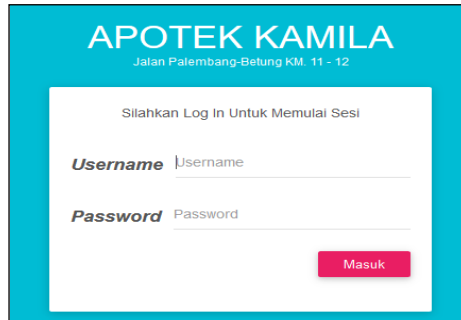 APOTEK KAMILA
Jalan Palembang-Betung KM. 11 - 12
Silahkan Log In Untuk Memulai Sesi
Username Username
Password Password
Masuk